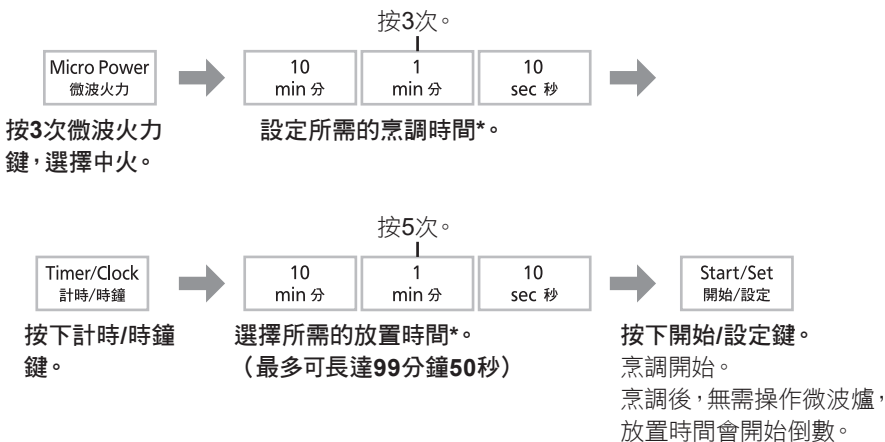 按3次。
Micro Power
微波火力
10
min 分
1
min 分
10
sec 秒
按3次微波火力
鍵，選擇中火。
設定所需的烹調時間*。
按5次。
Timer/Clock
計時/時鐘
10
min 分
1
min 分
10
sec 秒
Start/Set
開始/設定
按下計時/時鐘
鍵。
選擇所需的放置時間*。
（最多可長達99分鐘50秒）
按下開始/設定鍵。
烹調開始。
烹調後，無需操作微波爐，
放置時間會開始倒數。